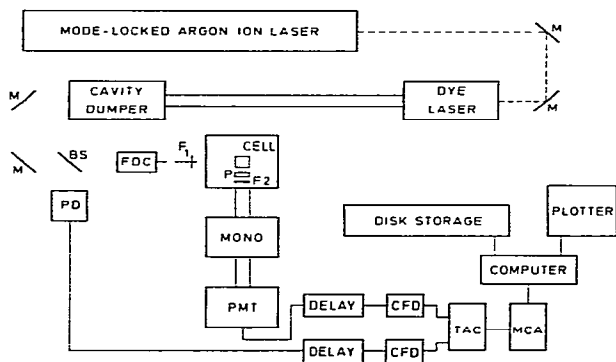 MODE-LOCKED ARGON ION LASER
M
M
CAVITY
DUMPER
DYE
LASER
M
M
BS
FDC
F1
CELL
P
F2
PD
MONO
DISK STORAGE
PLOTTER
COMPUTER
PMT
DELAY
CFD
TAC
MCA
DELAY
CFD